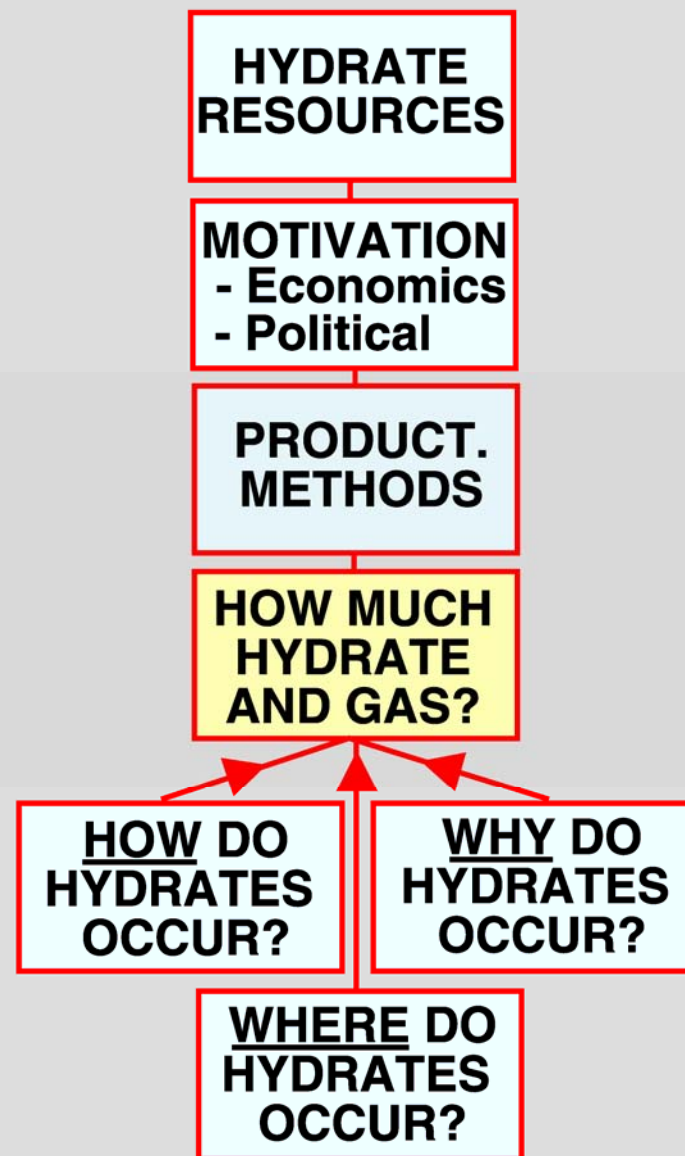 HYDRATE
RESOURCES
MOTIVATION
- Economics
- Political
PRODUCT.
METHODS
HOW MUCH
HYDRATE
AND GAS?
HOW DO
HYDRATES
OCCUR?
WHY DO
HYDRATES
OCCUR?
WHERE DO
HYDRATES
OCCUR?